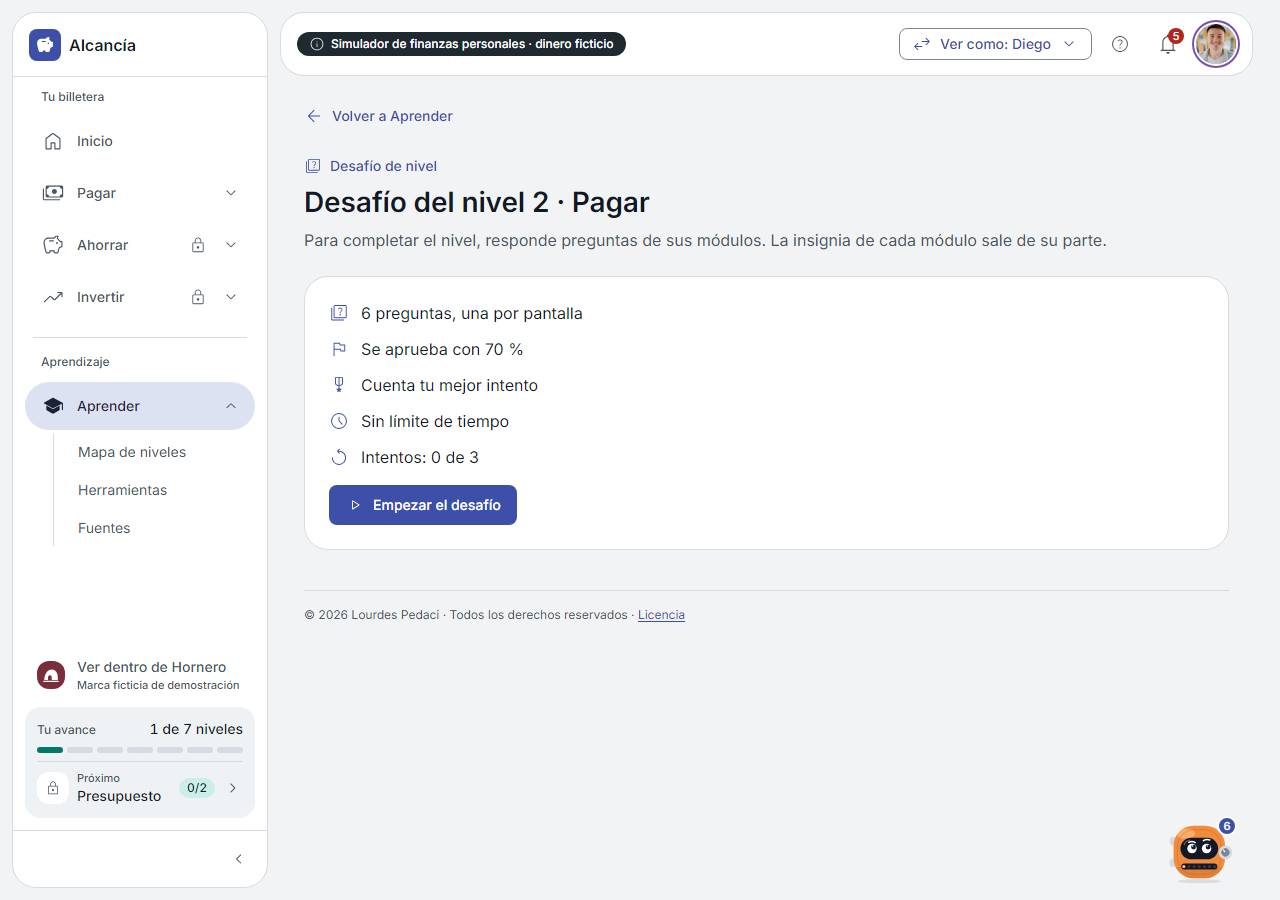 Alcancía
Simulador de finanzas personales · dinero ficticio
Ver como: Diego
5
Tu billetera
Inicio
Pagar
Ahorrar
Invertir
Aprendizaje
Aprender
Mapa de niveles
Herramientas
Fuentes
Ver dentro de Hornero
Marca ficticia de demostración
Tu avance
1 de 7 niveles
Próximo
Presupuesto
0/2
Volver a Aprender
Desafío de nivel
Desafío del nivel 2 · Pagar
Para completar el nivel, responde preguntas de sus módulos. La insignia de cada módulo sale de su parte.
6 preguntas, una por pantalla
Se aprueba con 70 %
Cuenta tu mejor intento
Sin límite de tiempo
Intentos: 0 de 3
Empezar el desafío
© 2026 Lourdes Pedaci · Todos los derechos reservados · Licencia
6